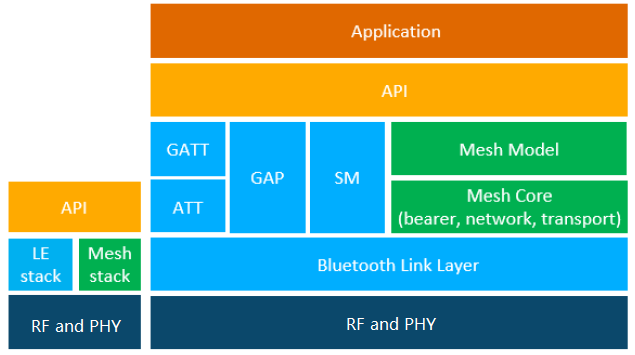 Application
API
GATT
GAP
SM
Mesh Model
ATT
Mesh Core
(bearer, network, transport)
API
LE
stack
Mesh
stack
Bluetooth Link Layer
RF and PHY
RF and PHY